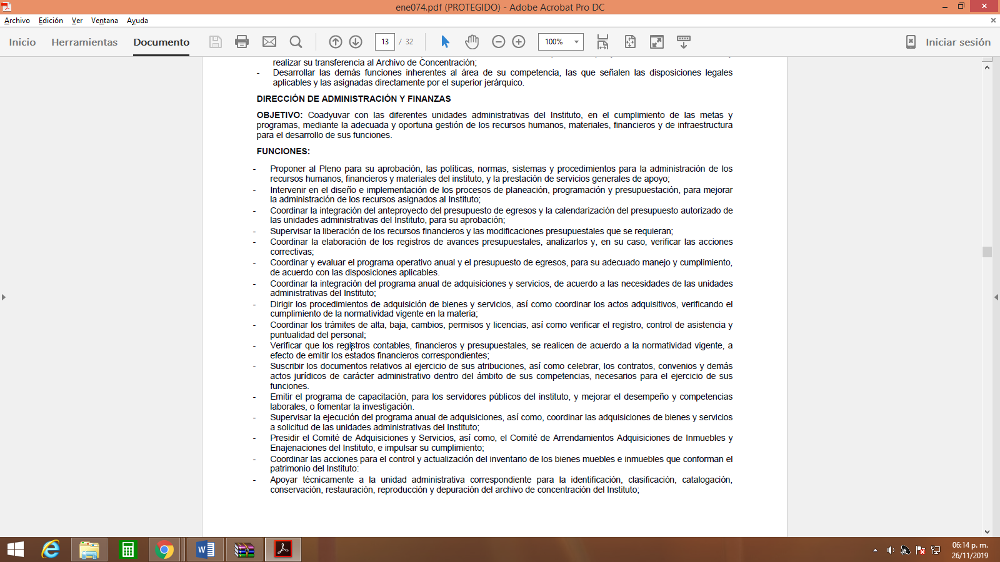 ene074.pdf (PROTEGIDO) - Adobe Acrobat Pro DC
Archivo Edición Ver Ventana Ayuda
Inicio Herramientas Documento 13 / 32 100% Iniciar sesión
realizar su transferencia al Archivo de Concentración;
- Desarrollar las demás funciones inherentes al área de su competencia, las que señalen las disposiciones legales
aplicables y las asignadas directamente por el superior jerárquico.
DIRECCIÓN DE ADMINISTRACIÓN Y FINANZAS
OBJETIVO: Coadyuvar con las diferentes unidades administrativas del Instituto, en el cumplimiento de las metas y
programas, mediante la adecuada y oportuna gestión de los recursos humanos, materiales, financieros y de infraestructura
para el desarrollo de sus funciones.
FUNCIONES:
- Proponer al Pleno para su aprobación, las políticas, normas, sistemas y procedimientos para la administración de los
recursos humanos, financieros y materiales del instituto, y la prestación de servicios generales de apoyo;
- Intervenir en el diseño e implementación de los procesos de planeación, programación y presupuestación, para mejorar
la administración de los recursos asignados al Instituto;
- Coordinar la integración del anteproyecto del presupuesto de egresos y la calendarización del presupuesto autorizado de
las unidades administrativas del Instituto, para su aprobación;
- Supervisar la liberación de los recursos financieros y las modificaciones presupuestales que se requieran;
- Coordinar la elaboración de los registros de avances presupuestales, analizarlos y, en su caso, verificar las acciones
correctivas;
- Coordinar y evaluar el programa operativo anual y el presupuesto de egresos, para su adecuado manejo y cumplimiento,
de acuerdo con las disposiciones aplicables.
- Coordinar la integración del programa anual de adquisiciones y servicios, de acuerdo a las necesidades de las unidades
administrativas del Instituto;
- Dirigir los procedimientos de adquisición de bienes y servicios, así como coordinar los actos adquisitivos, verificando el
cumplimiento de la normatividad vigente en la materia;
- Coordinar los trámites de alta, baja, cambios, permisos y licencias, así como verificar el registro, control de asistencia y
puntualidad del personal;
- Verificar que los registros contables, financieros y presupuestales, se realicen de acuerdo a la normatividad vigente, a
efecto de emitir los estados financieros correspondientes;
- Suscribir los documentos relativos al ejercicio de sus atribuciones, así como celebrar, los contratos, convenios y demás
actos jurídicos de carácter administrativo dentro del ámbito de sus competencias, necesarios para el ejercicio de sus
funciones.
- Emitir el programa de capacitación, para los servidores públicos del instituto, y mejorar el desempeño y competencias
laborales, o fomentar la investigación.
- Supervisar la ejecución del programa anual de adquisiciones, así como, coordinar las adquisiciones de bienes y servicios
a solicitud de las unidades administrativas del Instituto;
- Presidir el Comité de Adquisiciones y Servicios, así como, el Comité de Arrendamientos Adquisiciones de Inmuebles y
Enajenaciones del Instituto, e impulsar su cumplimiento;
- Coordinar las acciones para el control y actualización del inventario de los bienes muebles e inmuebles que conforman el
patrimonio del Instituto:
- Apoyar técnicamente a la unidad administrativa correspondiente para la identificación, clasificación, catalogación,
conservación, restauración, reproducción y depuración del archivo de concentración del Instituto;
06:14 p. m.
26/11/2019